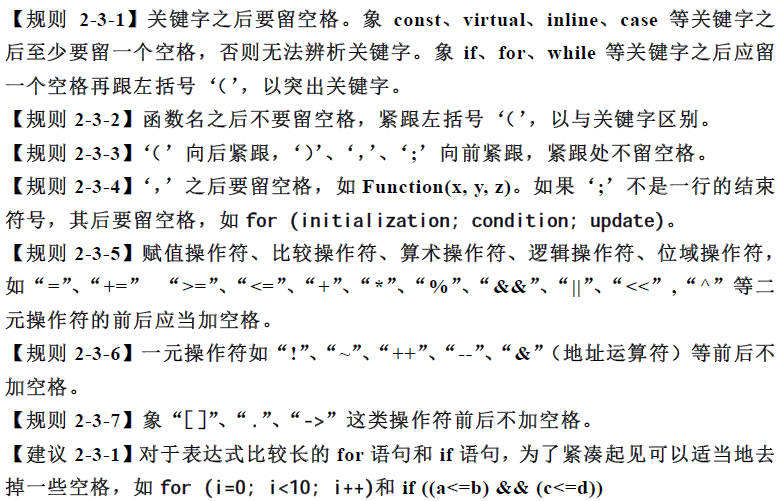 【规则 2-3-1】关键字之后要留空格。象 const、virtual、inline、case 等关键字之
后至少要留一个空格，否则无法辨析关键字。象 if、for、while 等关键字之后应留
一个空格再跟左括号‘（’，以突出关键字。
【规则 2-3-2】函数名之后不要留空格，紧跟左括号‘（’，以与关键字区别。
【规则 2-3-3】‘（’向后紧跟，‘）’、‘，’、‘;’向前紧跟，紧跟处不留空格。
【规则 2-3-4】‘，’之后要留空格，如 Function(x, y, z)。如果‘;’不是一行的结束
符号，其后要留空格，如 for (initialization; condition; update)。
【规则 2-3-5】赋值操作符、比较操作符、算术操作符、逻辑操作符、位域操作符，
如“=”、“+=” “>=”、“<=”、“+”、“*”、“%”、“&&”、“||”、“<<”,“^”等二
元操作符的前后应当加空格。
【规则 2-3-6】一元操作符如“!”、“~”、“++”、“--”、“&”（地址运算符）等前后不
加空格。
【规则 2-3-7】象“[]”、“.”、“->”这类操作符前后不加空格。
【建议 2-3-1】对于表达式比较长的 for 语句和 if 语句，为了紧凑起见可以适当地去
掉一些空格，如 for (i=0; i<10; i++)和 if ((a<=b) && (c<=d))